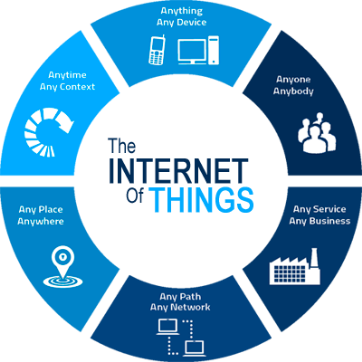 Anything
Any Device
Anytime
Any Context
Anyone
Anybody
The
INTERNET
Of THINGS
Any Place
Anywhere
Any Service
Any Business
Any Path
Any Network